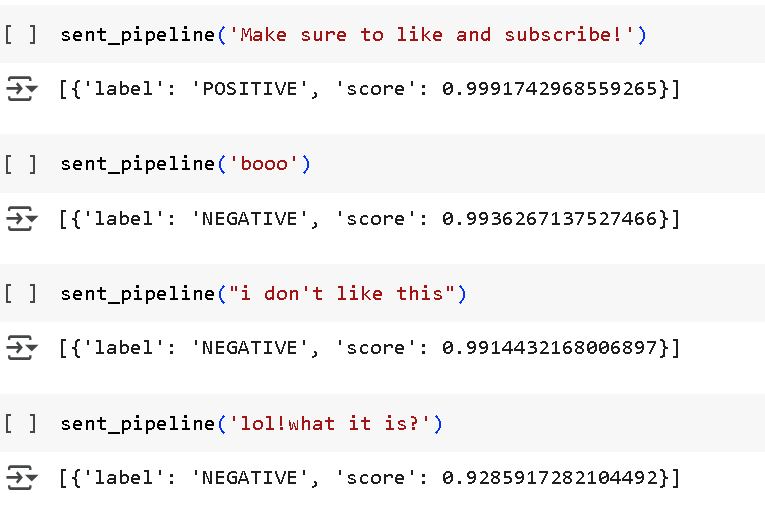 [ ] sent_pipeline('Make sure to like and subscribe!')
[{'label': 'POSITIVE', 'score': 0.9991742968559265}]
[ ] sent_pipeline('booo')
[{'label': 'NEGATIVE', 'score': 0.9936267137527466}]
[ ] sent_pipeline("i don't like this")
[{'label': 'NEGATIVE', 'score': 0.9914432168006897}]
[ ] sent_pipeline('lol!what it is?')
[{'label': 'NEGATIVE', 'score': 0.9285917282104492}]